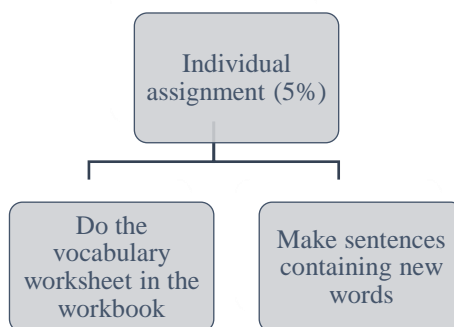 Individual
assignment (5%)
Do the
vocabulary
worksheet in the
workbook
Make sentences
containing new
words